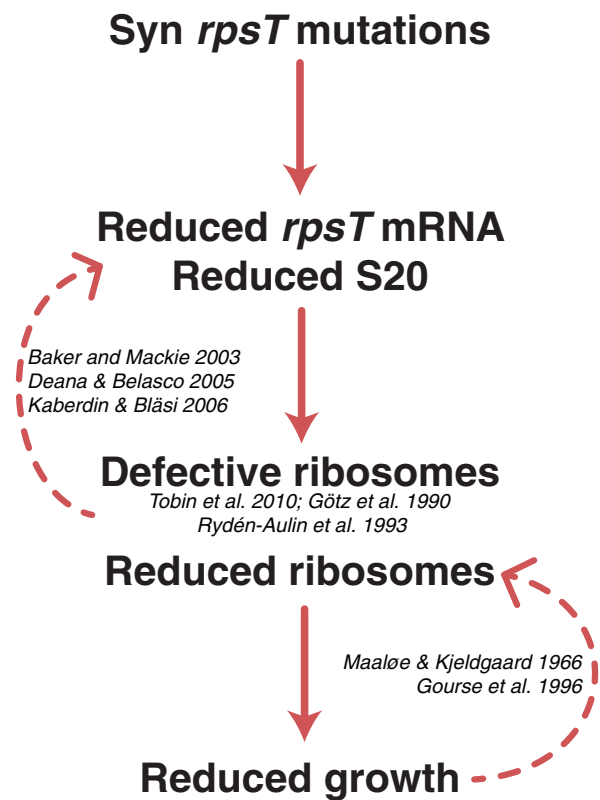 Syn rpsT mutations
Reduced rpsT mRNA
Reduced S20
Baker and Mackie 2003
Deana & Belasco 2005
Kaberdin & Bläsi 2006
Defective ribosomes
Tobin et al. 2010; Götz et al. 1990
Rydén-Aulin et al. 1993
Reduced ribosomes
Maaløe & Kjeldgaard 1966
Gourse et al. 1996
Reduced growth